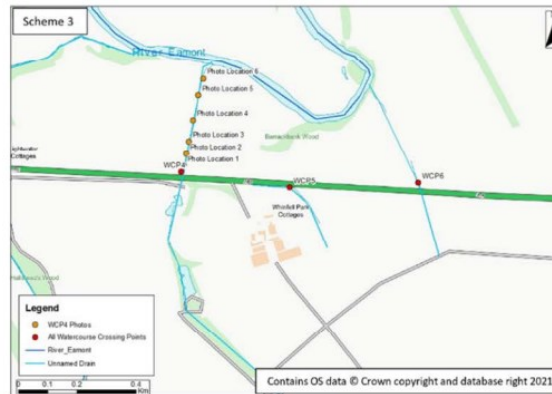 Scheme 3
River_Eamont
Photo Location 6
Photo Location 5
Photo Location 4
Photo Location 3
Photo Location 2
Photo Location 1
WCP4
WCP5
WCP6
Cottages
Whinfell Park
Cottages
Legend
WCP4 Photos
All Watercourse Crossing Points
River_Eamont
Unnamed Drain
0 0.1 0.2 0.4
Km
Contains OS data © Crown copyright and database right 2021